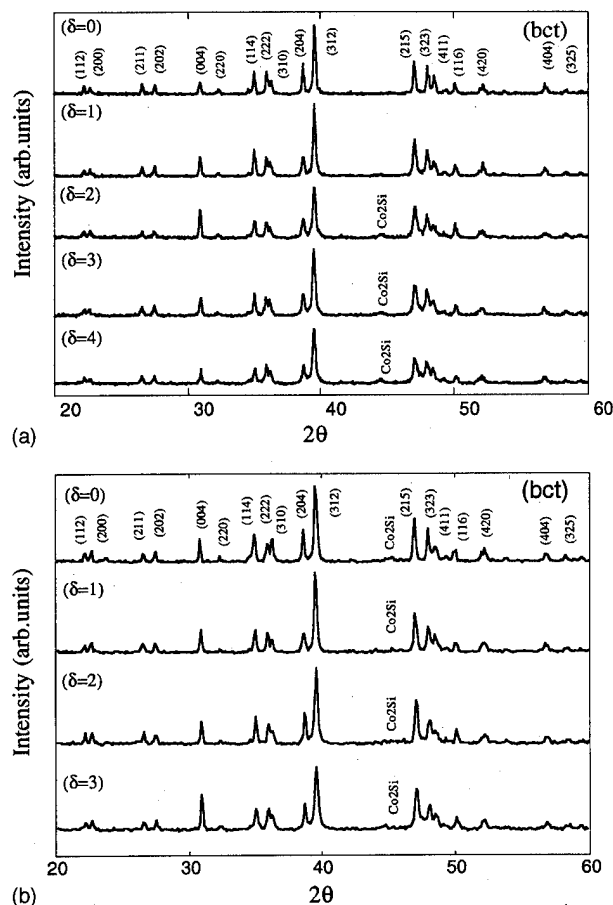 (δ=0)
(bct)
(112)
(200)
(211)
(202)
(004)
(220)
(114)
(222)
(310)
(204)
(312)
(215)
(323)
(411)
(116)
(420)
(404)
(325)
(δ=1)
(δ=2)
Co2Si
(δ=3)
Co2Si
(δ=4)
Co2Si
Intensity (arb.units)
20 30 40 50 60
2θ
(a)
(δ=0)
(bct)
(112)
(200)
(211)
(202)
(004)
(220)
(114)
(222)
(310)
(204)
(312)
Co2Si
(215)
(323)
(411)
(116)
(420)
(404)
(325)
(δ=1)
Co2Si
(δ=2)
Co2Si
(δ=3)
Co2Si
Intensity (arb.units)
20 30 40 50 60
2θ
(b)